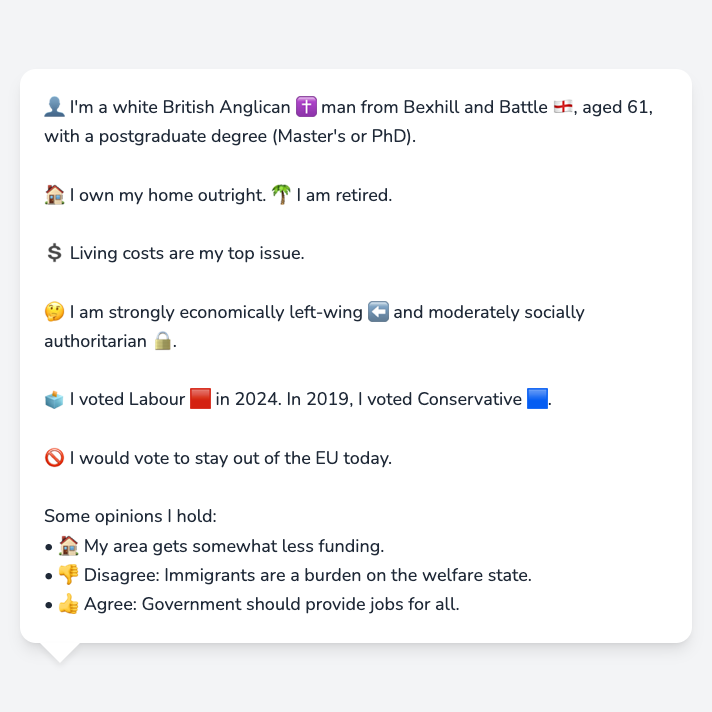 👤 I'm a white British Anglican ✝️ man from Bexhill and Battle 🏴󠁧󠁢󠁥󠁮󠁧󠁿, aged 61,
with a postgraduate degree (Master's or PhD).
🏠 I own my home outright. 🌴 I am retired.
💲 Living costs are my top issue.
🤔 I am strongly economically left-wing ⬅️ and moderately socially
authoritarian 🔒.
🗳️ I voted Labour 🟥 in 2024. In 2019, I voted Conservative 🟦.
🚫 I would vote to stay out of the EU today.
Some opinions I hold:
• 🏠 My area gets somewhat less funding.
• 👎 Disagree: Immigrants are a burden on the welfare state.
• 👍 Agree: Government should provide jobs for all.